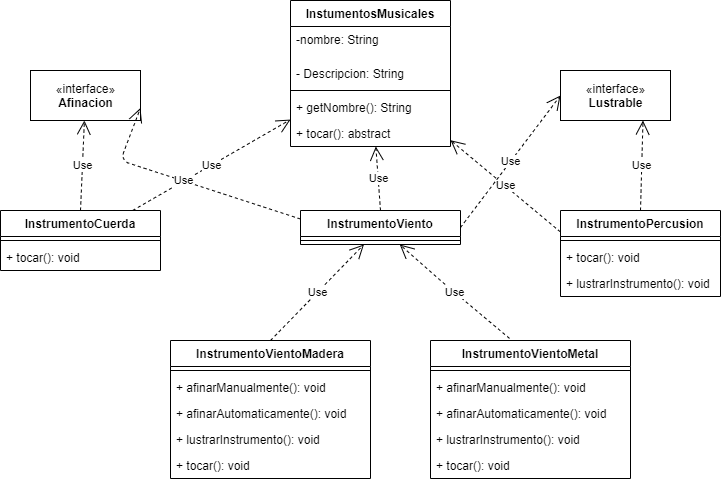 InstumentosMusicales
-nombre: String
- Descripcion: String
+ getNombre(): String
+ tocar(): abstract
«interface»
Afinacion
«interface»
Lustrable
Use
Use
Use
Use
Use
Use
Use
InstrumentoCuerda
+ tocar(): void
InstrumentoViento
InstrumentoPercusion
+ tocar(): void
+ lustrarInstrumento(): void
Use
Use
InstrumentoVientoMadera
+ afinarManualmente(): void
+ afinarAutomaticamente(): void
+ lustrarInstrumento(): void
+ tocar(): void
InstrumentoVientoMetal
+ afinarManualmente(): void
+ afinarAutomaticamente(): void
+ lustrarInstrumento(): void
+ tocar(): void